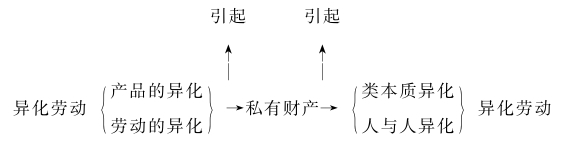 引起 引起
产品的异化 类本质异化
异化劳动 →私有财产→ 异化劳动
劳动的异化 人与人异化